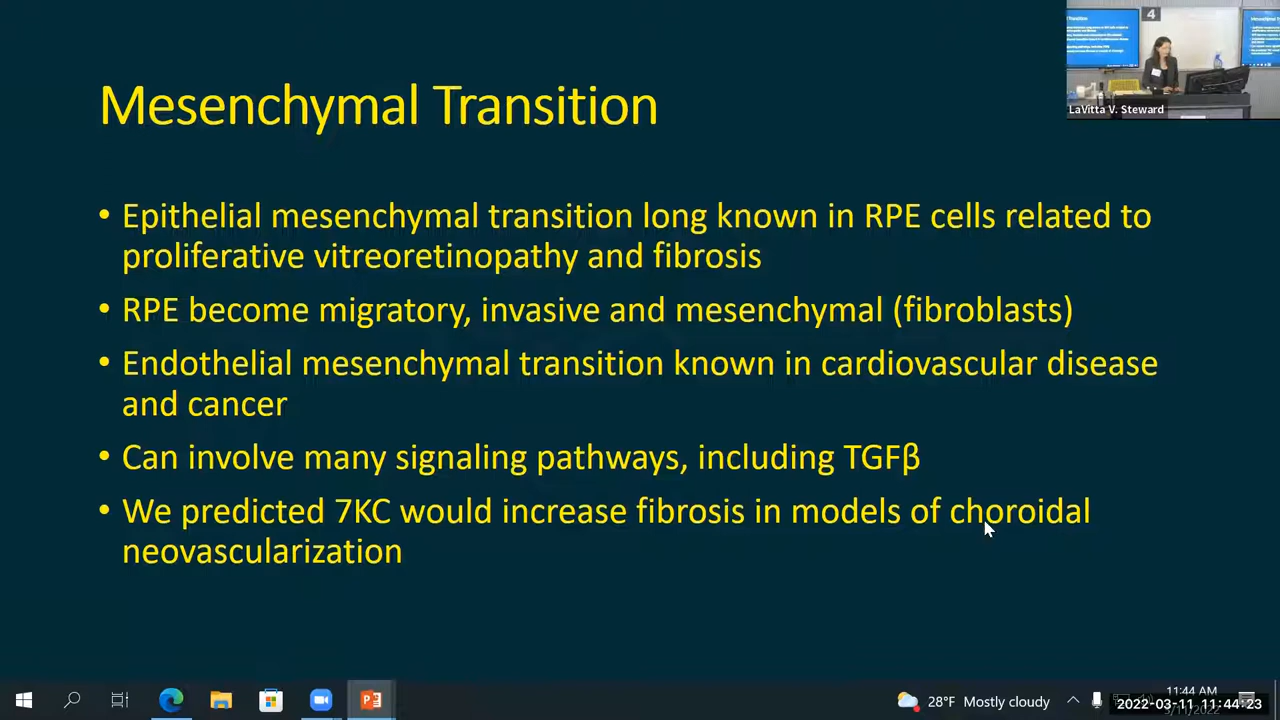 4
LaVitta V. Steward
Mesenchymal Transition
• Epithelial mesenchymal transition long known in RPE cells related to
proliferative vitreoretinopathy and fibrosis
• RPE become migratory, invasive and mesenchymal (fibroblasts)
• Endothelial mesenchymal transition known in cardiovascular disease
and cancer
• Can involve many signaling pathways, including TGFβ
• We predicted 7KC would increase fibrosis in models of choroidal
neovascularization
28°F Mostly cloudy
11:44 AM
2022-03-11 11:44:23